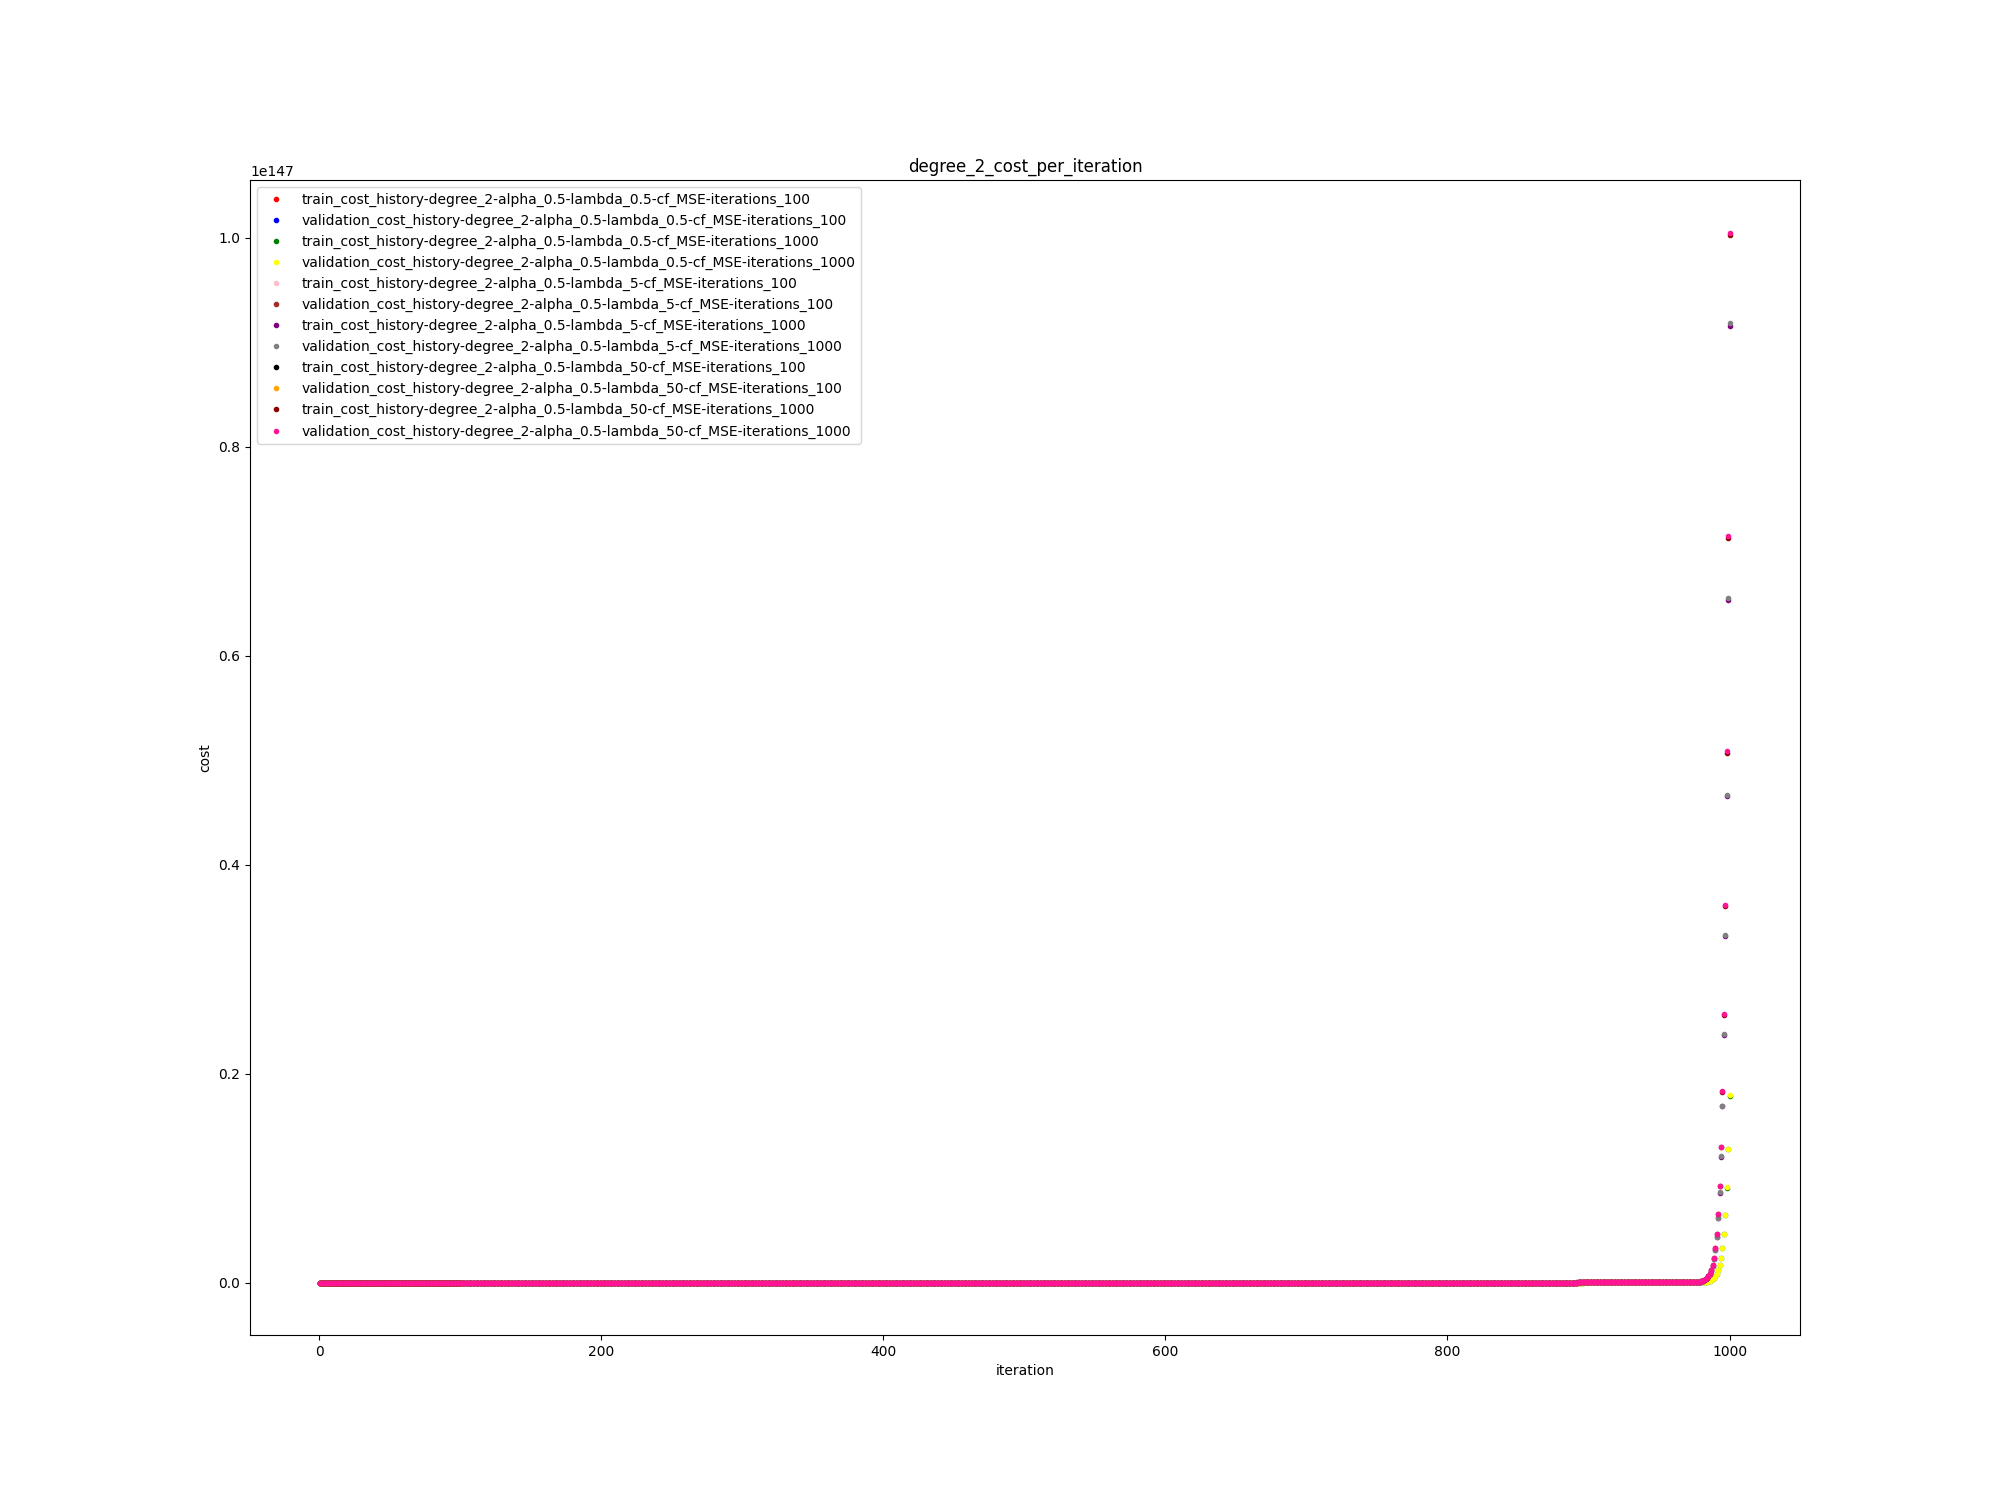 degree_2_cost_per_iteration
1e147
train_cost_history-degree_2-alpha_0.5-lambda_0.5-cf_MSE-iterations_100
validation_cost_history-degree_2-alpha_0.5-lambda_0.5-cf_MSE-iterations_100
train_cost_history-degree_2-alpha_0.5-lambda_0.5-cf_MSE-iterations_1000
validation_cost_history-degree_2-alpha_0.5-lambda_0.5-cf_MSE-iterations_1000
train_cost_history-degree_2-alpha_0.5-lambda_5-cf_MSE-iterations_100
validation_cost_history-degree_2-alpha_0.5-lambda_5-cf_MSE-iterations_100
train_cost_history-degree_2-alpha_0.5-lambda_5-cf_MSE-iterations_1000
validation_cost_history-degree_2-alpha_0.5-lambda_5-cf_MSE-iterations_1000
train_cost_history-degree_2-alpha_0.5-lambda_50-cf_MSE-iterations_100
validation_cost_history-degree_2-alpha_0.5-lambda_50-cf_MSE-iterations_100
train_cost_history-degree_2-alpha_0.5-lambda_50-cf_MSE-iterations_1000
validation_cost_history-degree_2-alpha_0.5-lambda_50-cf_MSE-iterations_1000
1.0
0.8
0.6
0.4
0.2
0.0
cost
0 200 400 600 800 1000
iteration